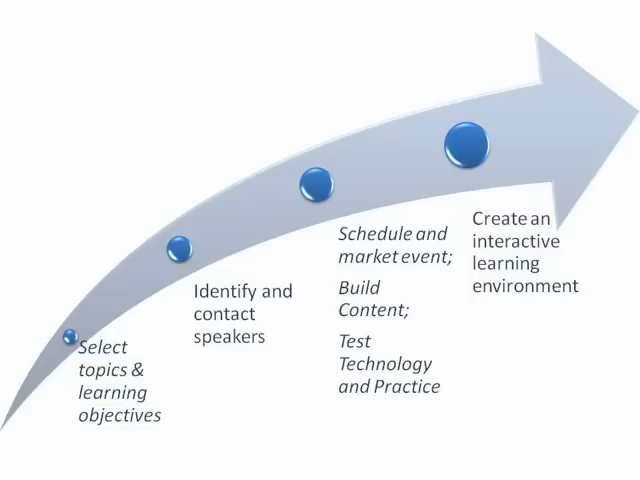 Select
topics &
learning
objectives
Identify and
contact
speakers
Schedule and
market event;
Build
Content;
Test
Technology
and Practice
Create an
interactive
learning
environment